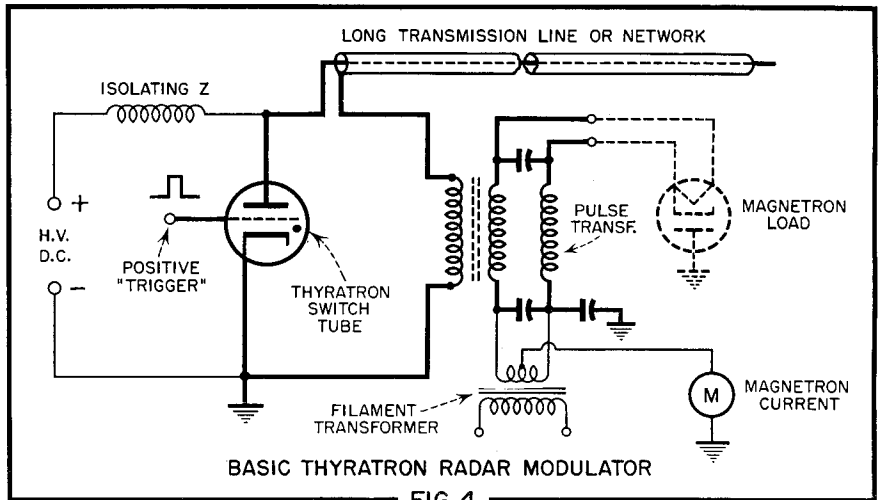 LONG TRANSMISSION LINE OR NETWORK
ISOLATING Z
+
H.V.
D.C.
−
POSITIVE
"TRIGGER"
THYRATRON
SWITCH
TUBE
PULSE
TRANSF.
MAGNETRON
LOAD
FILAMENT
TRANSFORMER
M
MAGNETRON
CURRENT
BASIC THYRATRON RADAR MODULATOR
FIG. 4